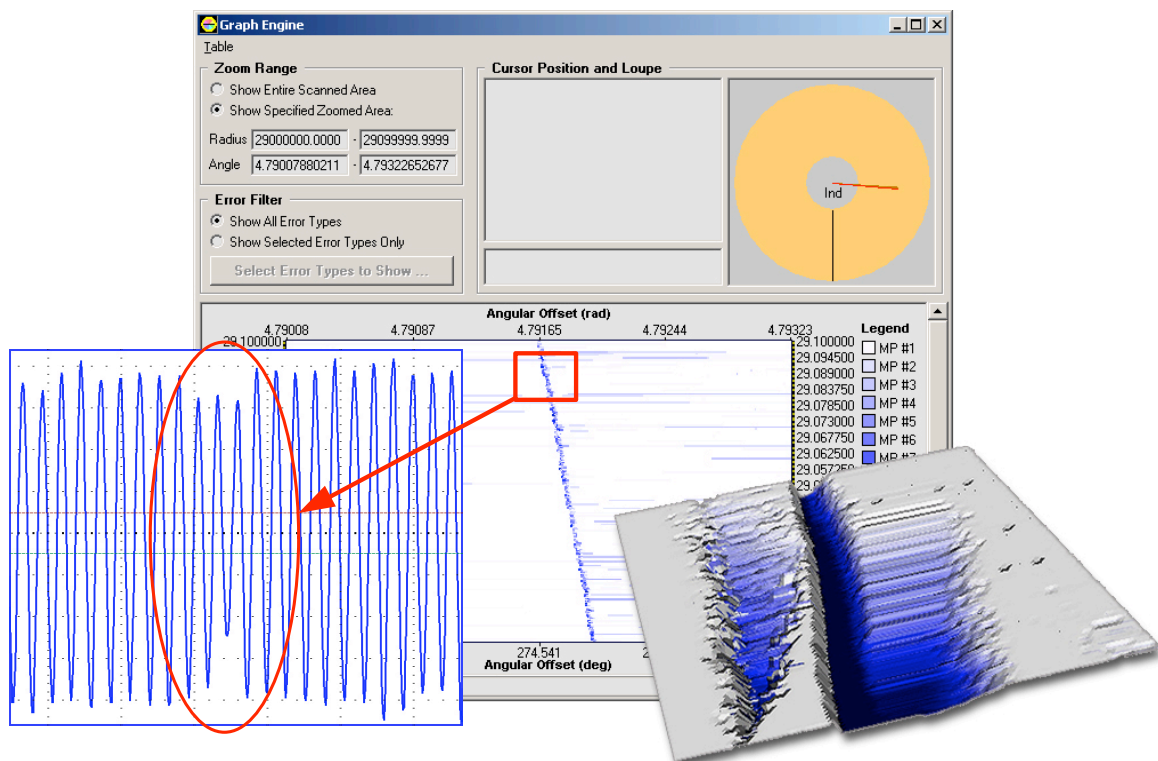 Graph Engine
Table
Zoom Range
Show Entire Scanned Area
Show Specified Zoomed Area:
Radius 29000000.0000 - 29099999.9999
Angle 4.79007880211 - 4.79322652677
Error Filter
Show All Error Types
Show Selected Error Types Only
Select Error Types to Show ...
Cursor Position and Loupe
Ind
Angular Offset (rad)
4.79008 4.79087 4.79165 4.79244 4.79323
29.100000
29.100000
29.094500
29.089000
29.083750
29.078500
29.073000
29.067750
29.062500
29.057250
Legend
MP #1
MP #2
MP #3
MP #4
MP #5
MP #6
274.541
Angular Offset (deg)